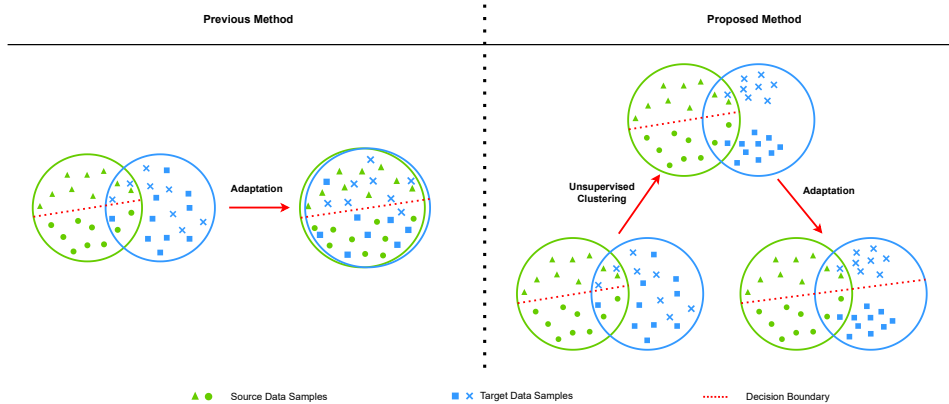 Previous Method
Proposed Method
Adaptation
Unsupervised
Clustering
Adaptation
Source Data Samples
Target Data Samples
Decision Boundary